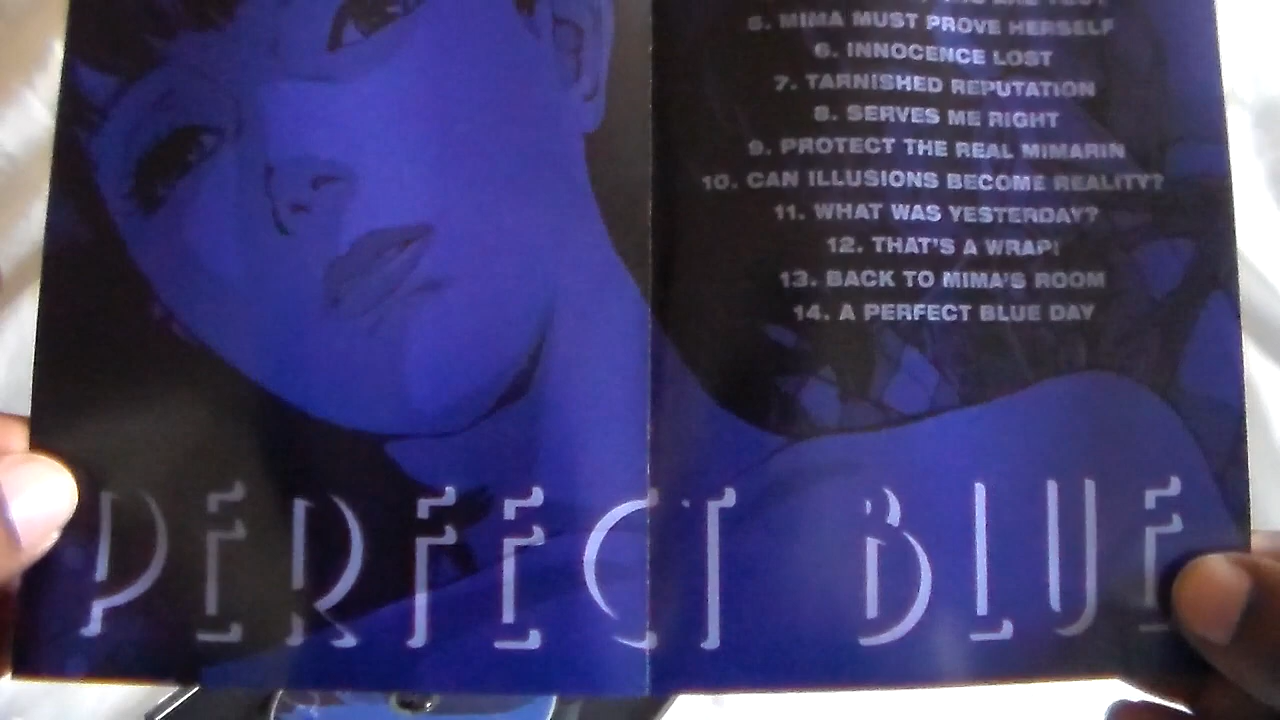 5. MIMA MUST PROVE HERSELF
6. INNOCENCE LOST
7. TARNISHED REPUTATION
8. SERVES ME RIGHT
9. PROTECT THE REAL MIMARIN
10. CAN ILLUSIONS BECOME REALITY?
11. WHAT WAS YESTERDAY?
12. THAT'S A WRAP!
13. BACK TO MIMA'S ROOM
14. A PERFECT BLUE DAY
PERFECT BLUE